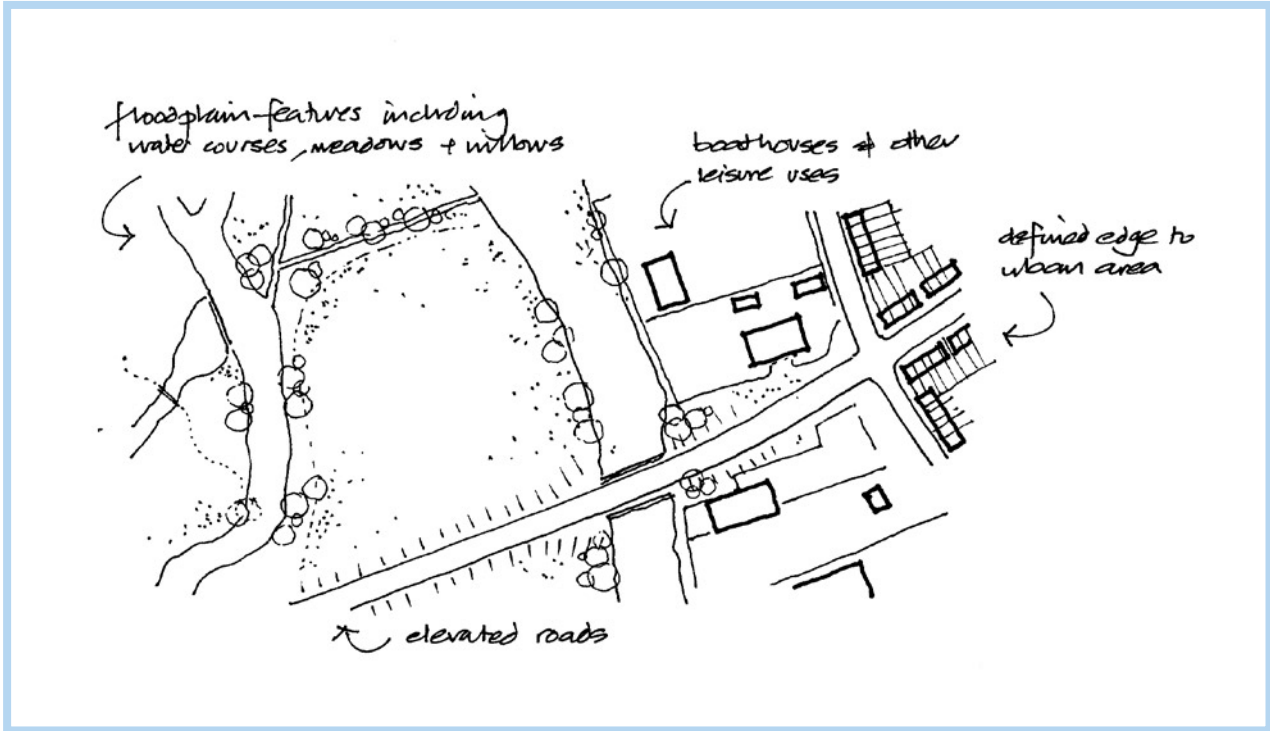 floodplain features including
water courses, meadows + willows
boathouses + other
leisure uses
defined edge to
urban area
elevated roads